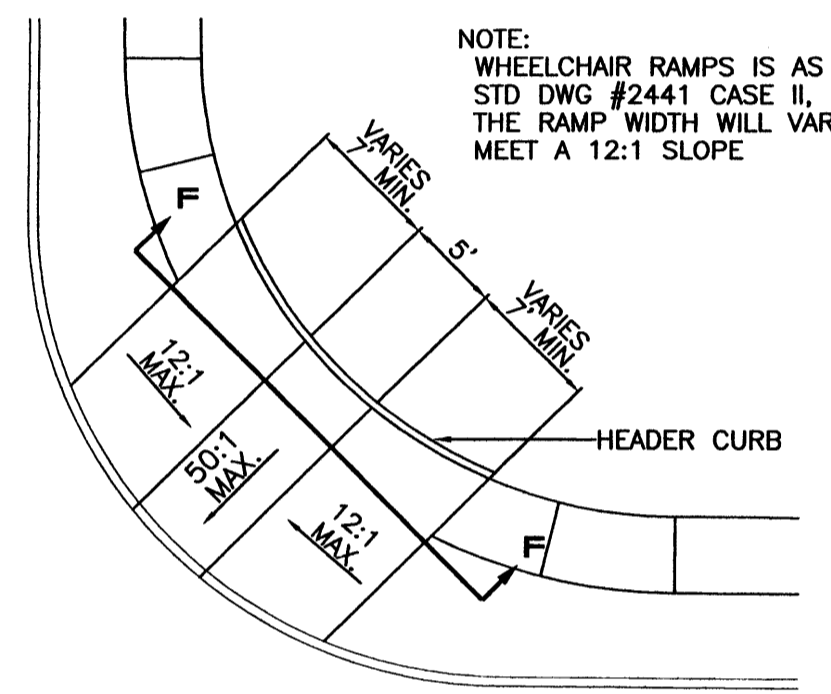 NOTE:
WHEELCHAIR RAMPS IS AS
STD DWG #2441 CASE II,
THE RAMP WIDTH WILL VAR
MEET A 12:1 SLOPE
VARIES
7' MIN.
5'
VARIES
7' MIN.
F
12:1
MAX.
50:1
MAX.
12:1
MAX.
HEADER CURB
F